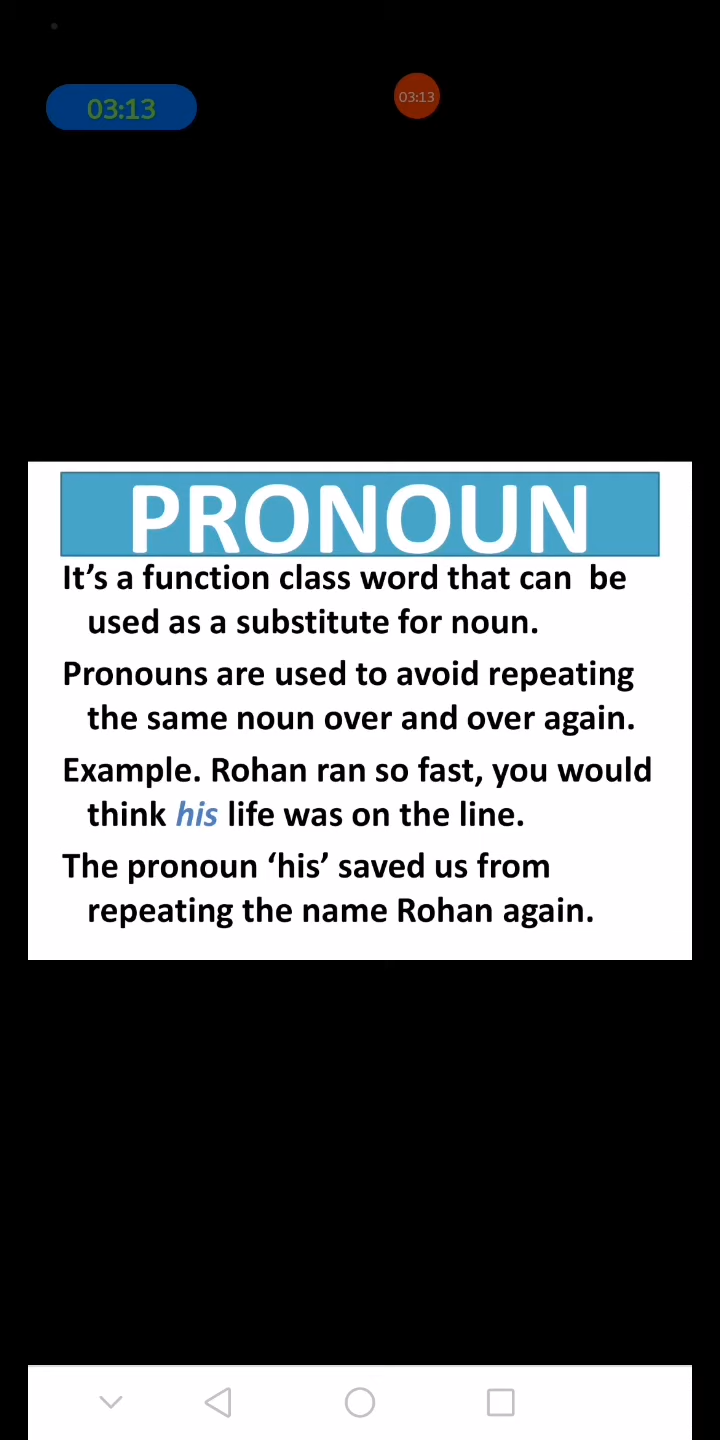 03:13
03:13
PRONOUN
It’s a function class word that can  be
used as a substitute for noun.
Pronouns are used to avoid repeating
the same noun over and over again.
Example. Rohan ran so fast, you would
think his life was on the line.
The pronoun ‘his’ saved us from
repeating the name Rohan again.